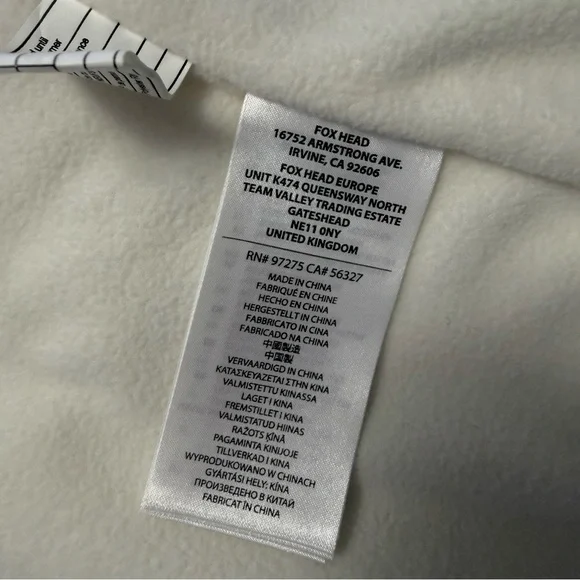 until
FOX HEAD
16752 ARMSTRONG AVE.
IRVINE, CA 92606
FOX HEAD EUROPE
UNIT K474 QUEENSWAY NORTH
TEAM VALLEY TRADING ESTATE
GATESHEAD
NE11 0NY
UNITED KINGDOM
RN# 97275 CA# 56327
MADE IN CHINA
FABRIQUÉ EN CHINE
HECHO EN CHINA
HERGESTELLT IN CHINA
FABBRICATO IN CINA
FABRICADO NA CHINA
中國製造
中国製
VERVAARDIGD IN CHINA
ΚΑΤΑΣΚΕΥΑΖΕΤΑΙ ΣΤΗΝ ΚΙΝΑ
VALMISTETTU KIINASSA
LAGET I KINA
FREMSTILLET I KINA
VALMISTATUD HIINAS
RAŽOTS ĶĪNĀ
PAGAMINTA KINIJOJE
TILLVERKAD I KINA
WYPRODUKOWANO W CHINACH
GYÁRTÁSI HELY: KÍNA
ПРОИЗВЕДЕНО В КИТАЙ
FABRICAT ÎN CHINA